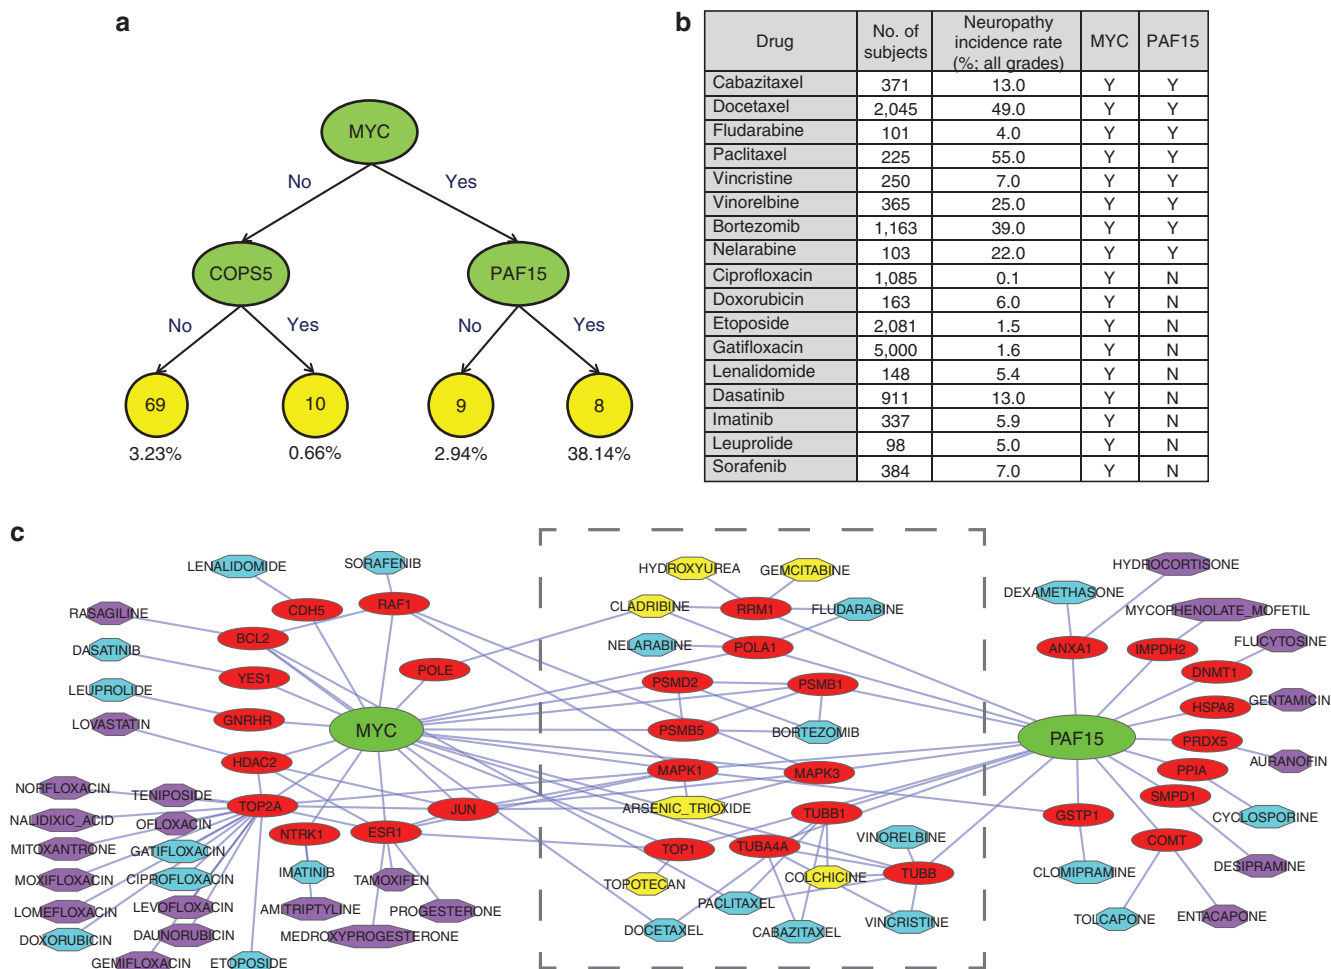 a
MYC
No
Yes
COPS5
PAF15
No
Yes
No
Yes
69
10
9
8
3.23%
0.66%
2.94%
38.14%
b
Drug No. of subjects Neuropathy incidence rate (%; all grades) MYC PAF15
Cabazitaxel 371 13.0 Y Y
Docetaxel 2,045 49.0 Y Y
Fludarabine 101 4.0 Y Y
Paclitaxel 225 55.0 Y Y
Vincristine 250 7.0 Y Y
Vinorelbine 365 25.0 Y Y
Bortezomib 1,163 39.0 Y Y
Nelarabine 103 22.0 Y Y
Ciprofloxacin 1,085 0.1 Y N
Doxorubicin 163 6.0 Y N
Etoposide 2,081 1.5 Y N
Gatifloxacin 5,000 1.6 Y N
Lenalidomide 148 5.4 Y N
Dasatinib 911 13.0 Y N
Imatinib 337 5.9 Y N
Leuprolide 98 5.0 Y N
Sorafenib 384 7.0 Y N
c
LENALIDOMIDE
SORAFENIB
RASAGILINE
CDH5
RAF1
BCL2
DASATINIB
YES1
POLE
LEUPROLIDE
GNRHR
LOVASTATIN
MYC
HDAC2
NORFLOXACIN
TENIPOSIDE
TOP2A
JUN
NALIDIXIC_ACID
OFLOXACIN
NTRK1
ESR1
MITOXANTRONE
GATIFLOXACIN
MOXIFLOXACIN
CIPROFLOXACIN
IMATINIB
TAMOXIFEN
LOMEFLOXACIN
LEVOFLOXACIN
AMITRIPTYLINE
PROGESTERONE
DOXORUBICIN
DAUNORUBICIN
MEDROXYPROGESTERONE
GEMIFLOXACIN
ETOPOSIDE
HYDROXYUREA
GEMCITABINE
CLADRIBINE
RRM1
FLUDARABINE
NELARABINE
POLA1
PSMD2
PSMB1
PSMB5
BORTEZOMIB
MAPK1
MAPK3
ARSENIC_TRIOXIDE
TUBB1
VINORELBINE
TOP1
TUBA4A
TOPOTECAN
COLCHICINE
TUBB
PACLITAXEL
VINCRISTINE
DOCETAXEL
CABAZITAXEL
HYDROCORTISONE
DEXAMETHASONE
MYCOPHENOLATE_MOFETIL
ANXA1
IMPDH2
FLUCYTOSINE
DNMT1
HSPA8
GENTAMICIN
PAF15
PRDX5
AURANOFIN
PPIA
SMPD1
GSTP1
CYCLOSPORINE
COMT
CLOMIPRAMINE
DESIPRAMINE
TOLCAPONE
ENTACAPONE